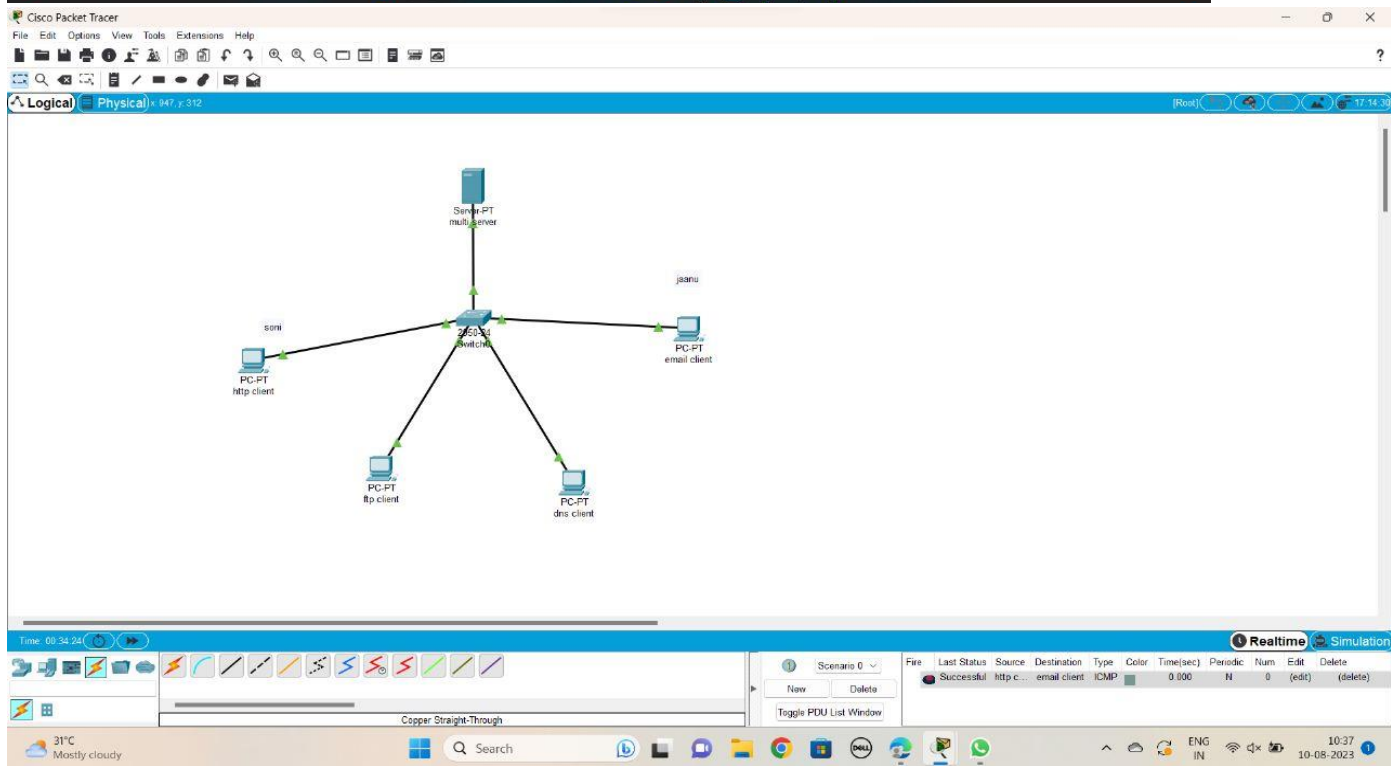 Cisco Packet Tracer
File Edit Options View Tools Extensions Help
?
Logical Physical x: 947, y: 312 [Root] 17:14:30
Server-PT
multi server
jaanu
soni
2950-24
Switch0
PC-PT
email client
PC-PT
http client
PC-PT
ftp client
PC-PT
dns client
Time: 00:34:24 Realtime Simulation
Scenario 0 Fire Last Status Source Destination Type Color Time(sec) Periodic Num Edit Delete
New Delete Successful http c... email client ICMP 0.000 N 0 (edit) (delete)
Toggle PDU List Window
Copper Straight-Through
31°C
Mostly cloudy
Search
DELL
ENG
IN
10:37
10-08-2023
1